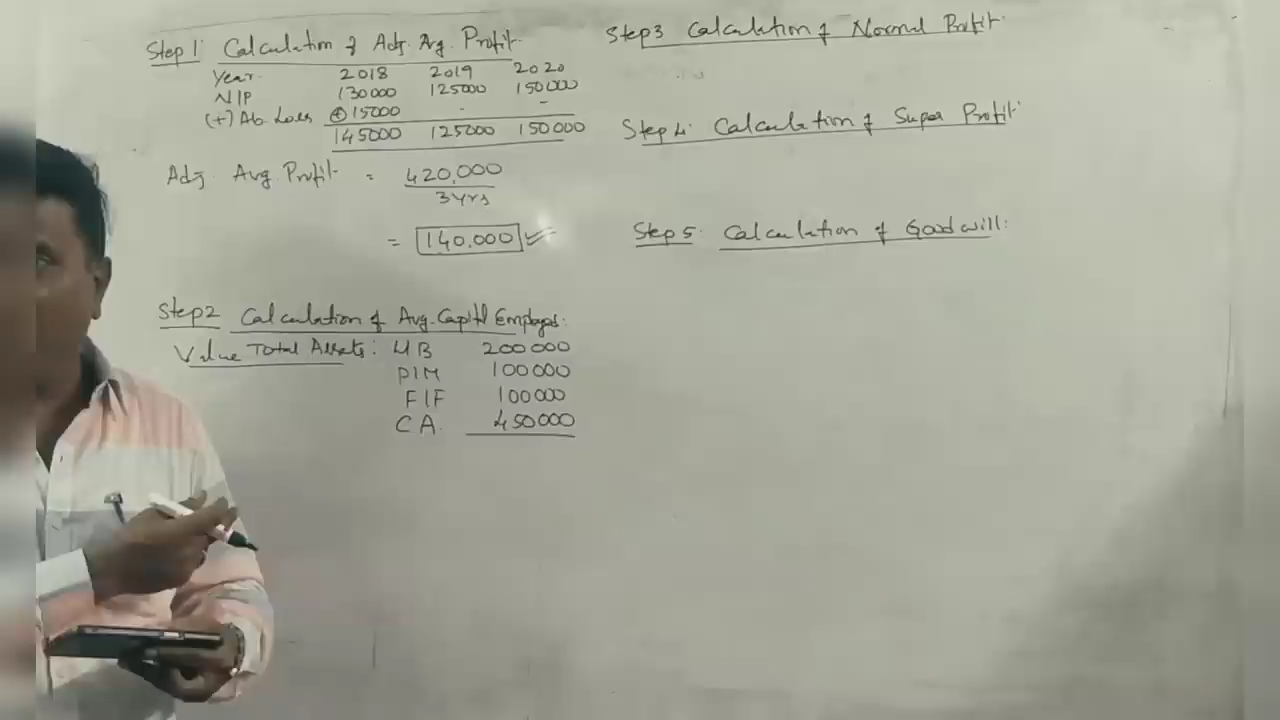 Step 1: Calculation of Adj. Avg. Profit
Year 2018 2019 2020
N/P 130000 125000 150000
(+) Ab. Loss ⊕ 15000 - -
145000 125000 150000
Adj. Avg Profit = 420,000
3 yrs
= 140,000
Step 2 Calculation of Avg. Capitl Employed:
Value Total Assets: L/B 200000
P/M 100000
F/F 100000
CA. 450000
Step 3 Calculation of Normal Profit
Step 4: Calculation of Super Profit
Step 5: Calculation of Goodwill: